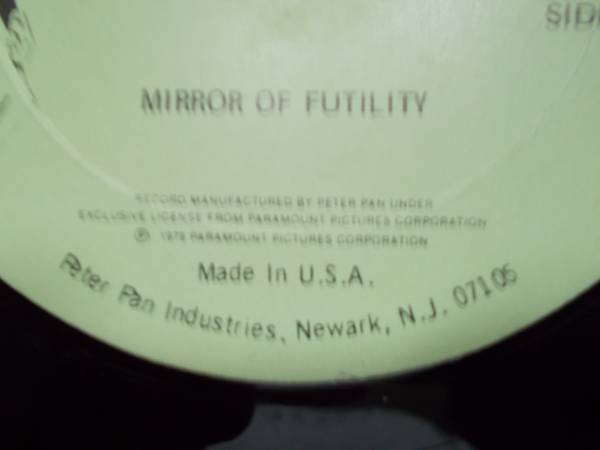 SID
MIRROR OF FUTILITY
RECORD MANUFACTURED BY PETER PAN UNDER
EXCLUSIVE LICENSE FROM PARAMOUNT PICTURES CORPORATION
Ⓟ 1979 PARAMOUNT PICTURES CORPORATION
Made In U.S.A.
Peter Pan Industries, Newark, N.J. 07105